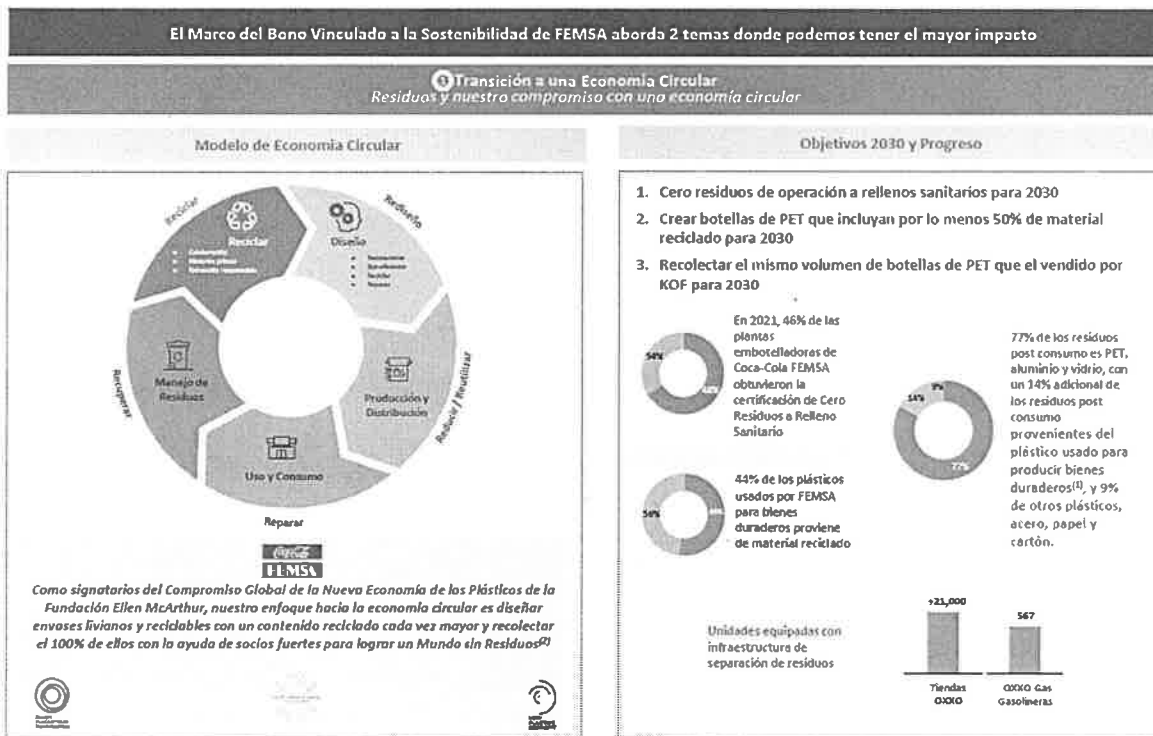 El Marco del Bono Vinculado a la Sostenibilidad de FEMSA aborda 2 temas donde podemos tener el mayor impacto
Transición a una Economia Circular
Residuos y nuestro compromiso con una economía circular
Modelo de Economia Circular
Reciclar
Rediseño
Reciclar
Diseño
Manejo de
Residuos
Producción y
Distribución
Uso y Consumo
Recuperar
Reducir / Reutilizar
Reparar
Coca-Cola
FEMSA
Como signatarios del Compromiso Global de la Nueva Economía de los Plásticos de la
Fundación Ellen McArthur, nuestro enfoque hacia la economía circular es diseñar
envases livianos y reciclables con un contenido reciclado cada vez mayor y recolectar
el 100% de ellos con la ayuda de socios fuertes para lograr un Mundo sin Residuos(2)
Objetivos 2030 y Progreso
1. Cero residuos de operación a rellenos sanitarios para 2030
2. Crear botellas de PET que incluyan por lo menos 50% de material
reciclado para 2030
3. Recolectar el mismo volumen de botellas de PET que el vendido por
KOF para 2030
54%
En 2021, 46% de las
plantas
embotelladoras de
Coca-Cola FEMSA
obtuvieron la
certificación de Cero
Residuos a Relleno
Sanitario
44% de los plásticos
usados por FEMSA
para bienes
duraderos proviene
de material reciclado
9%
14%
77%
77% de los residuos
post consumo es PET,
aluminio y vidrio, con
un 14% adicional de
los residuos post
consumo
provenientes del
plástico usado para
producir bienes
duraderos(1), y 9%
de otros plásticos,
acero, papel y
cartón.
Unidades equipadas con
infraestructura de
separación de residuos
+21,000
567
Tiendas
OXXO
OXXO Gas
Gasolineras